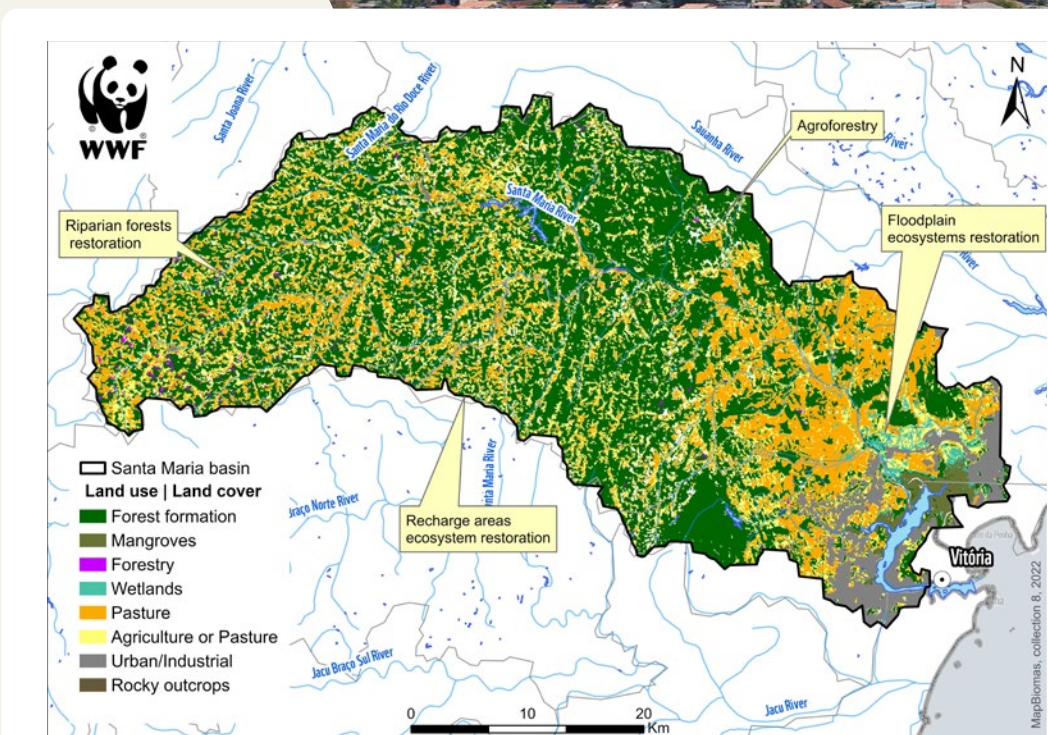 WWF
©
®
Santa Joana River
Santa Maria do Rio Doce River
N
Agroforestry
Sauanha River
River
Santa Maria River
Riparian forests
restoration
Floodplain
ecosystems restoration
River
Santa Maria basin
Land use | Land cover
Forest formation
Mangroves
Forestry
Wetlands
Pasture
Agriculture or Pasture
Urban/Industrial
Rocky outcrops
Braço Norte River
nta Maria River
Recharge areas
ecosystem restoration
Vitória
Jacu Braço Sul River
Jacu River
0 10 20
Km
MapBiomas, collection 8, 2022